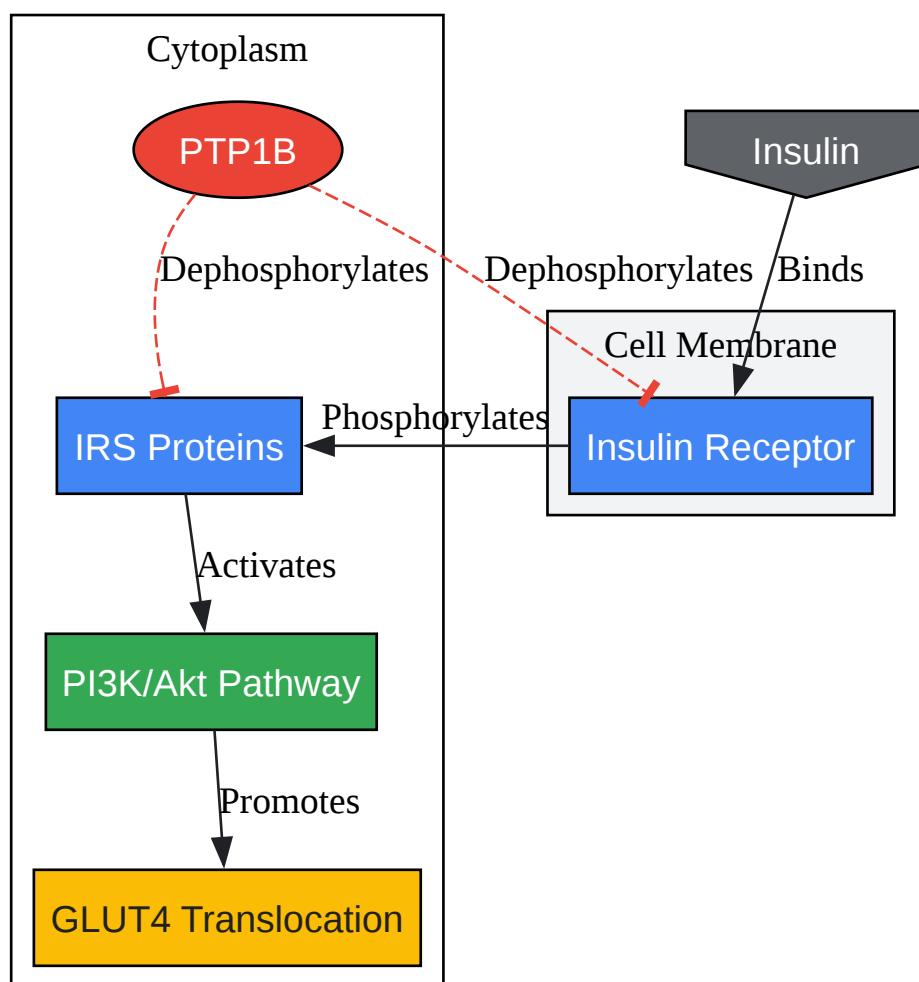 Cytoplasm
PTP1B
Insulin
Dephosphorylates
Dephosphorylates
Binds
Cell Membrane
Phosphorylates
IRS Proteins
Insulin Receptor
Activates
PI3K/Akt Pathway
Promotes
GLUT4 Translocation